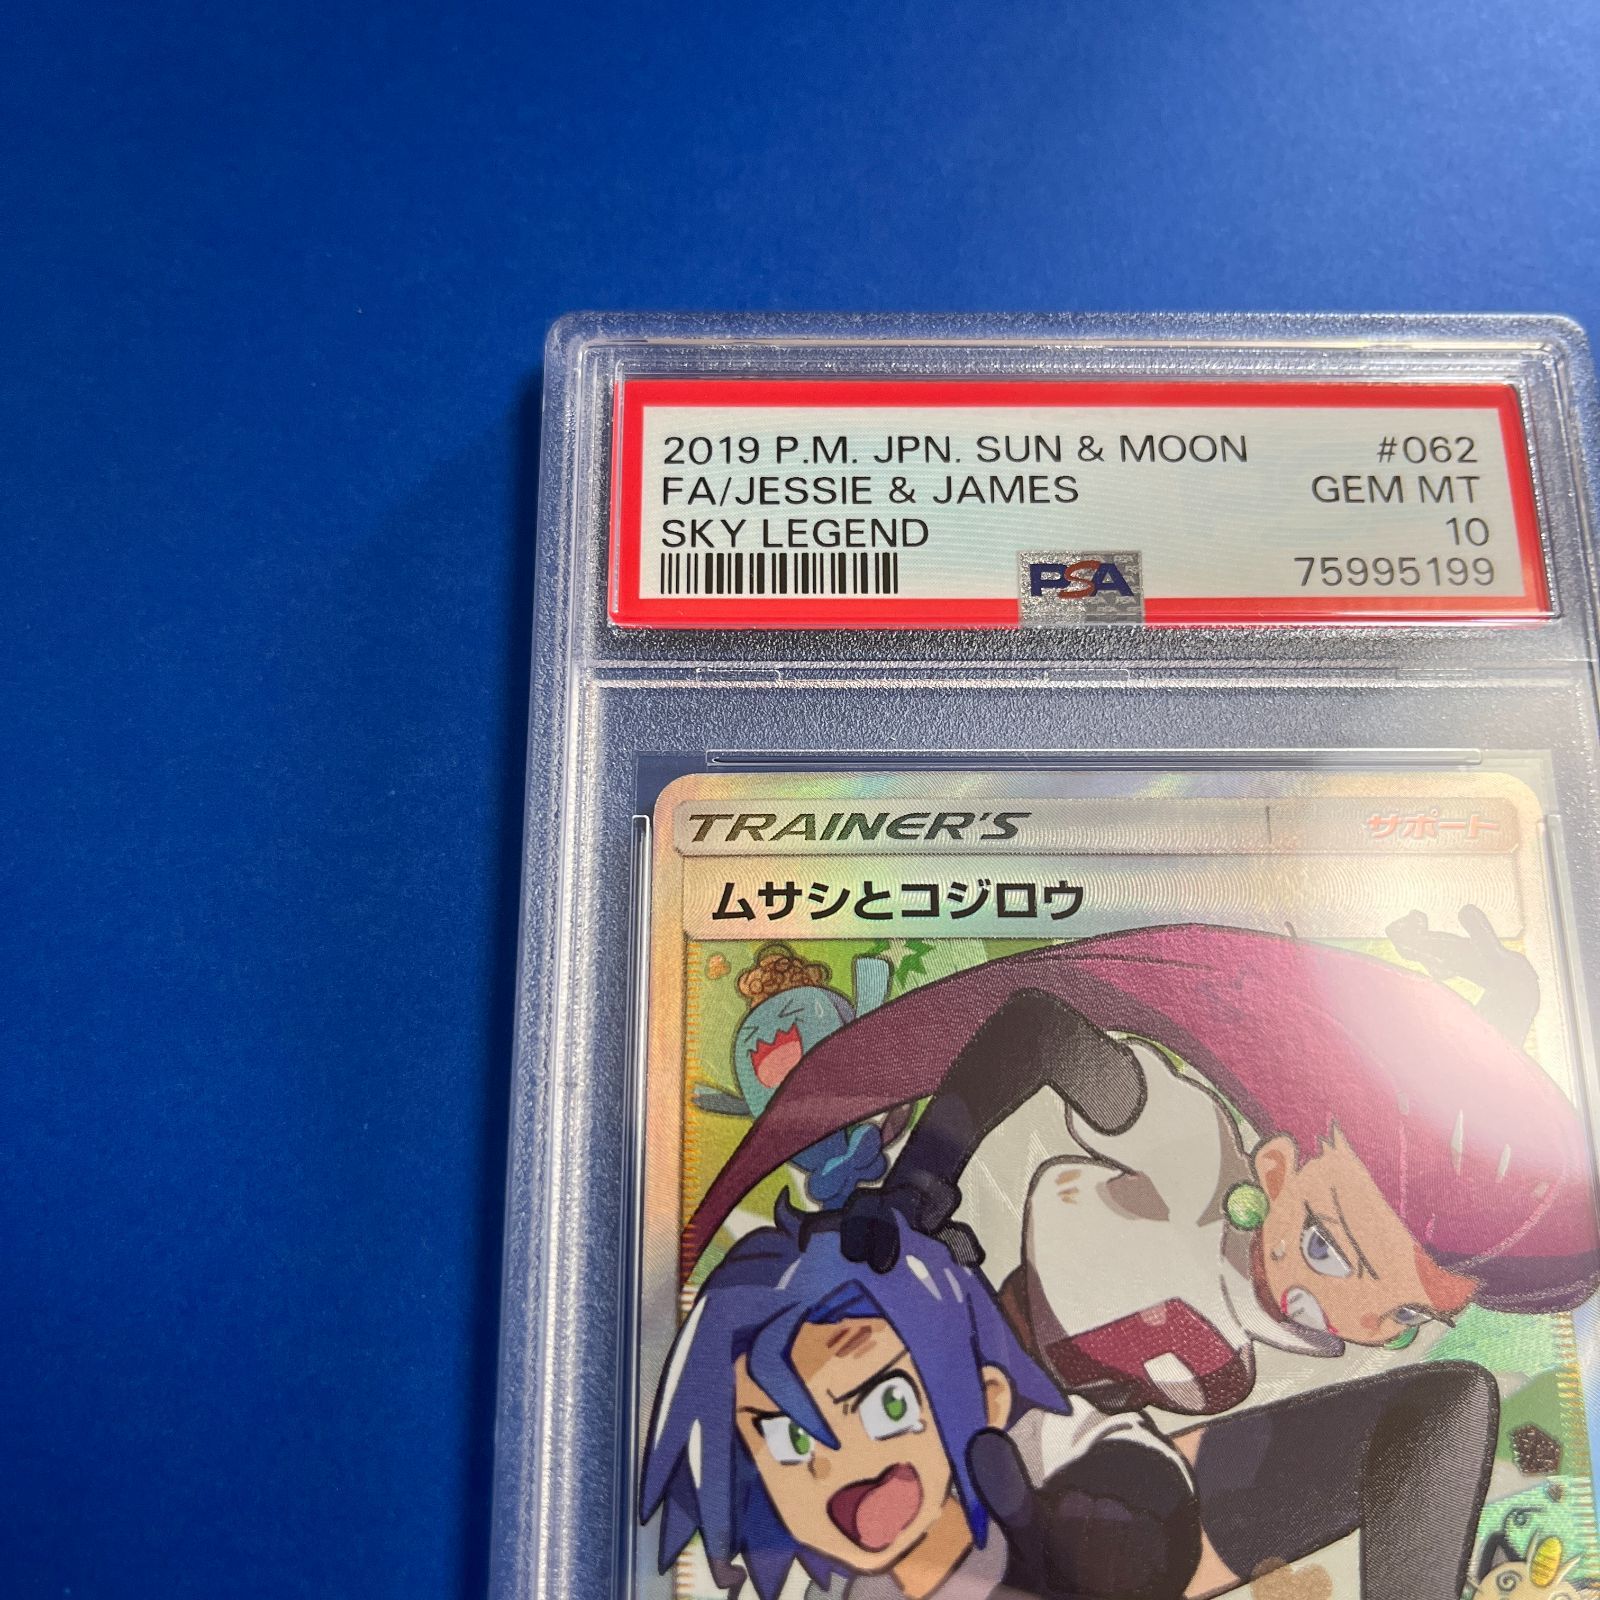 2019 P.M. JPN. SUN & MOON #062
FA/JESSIE & JAMES GEM MT
SKY LEGEND 10
PSA 75995199
TRAINER'S サポート
ムサシとコジロウ